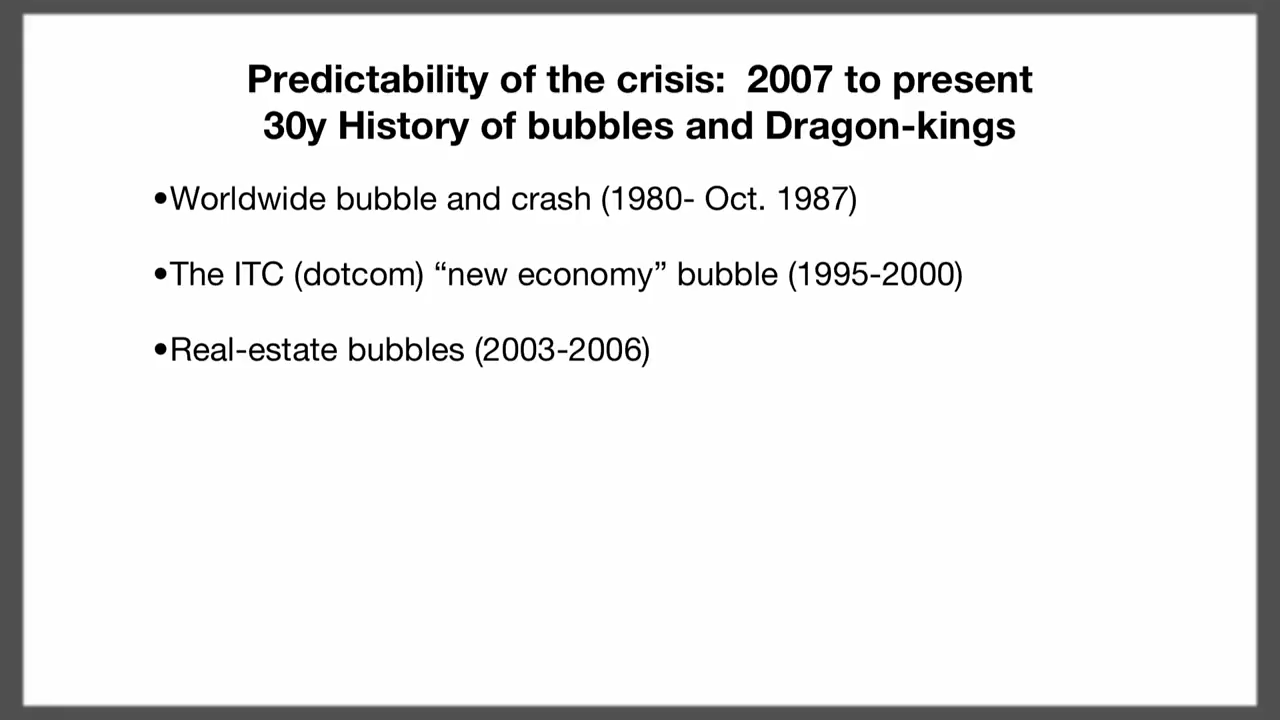 Predictability of the crisis:  2007 to present
30y History of bubbles and Dragon-kings
•Worldwide bubble and crash (1980- Oct. 1987)
•The ITC (dotcom) “new economy” bubble (1995-2000)
•Real-estate bubbles (2003-2006)